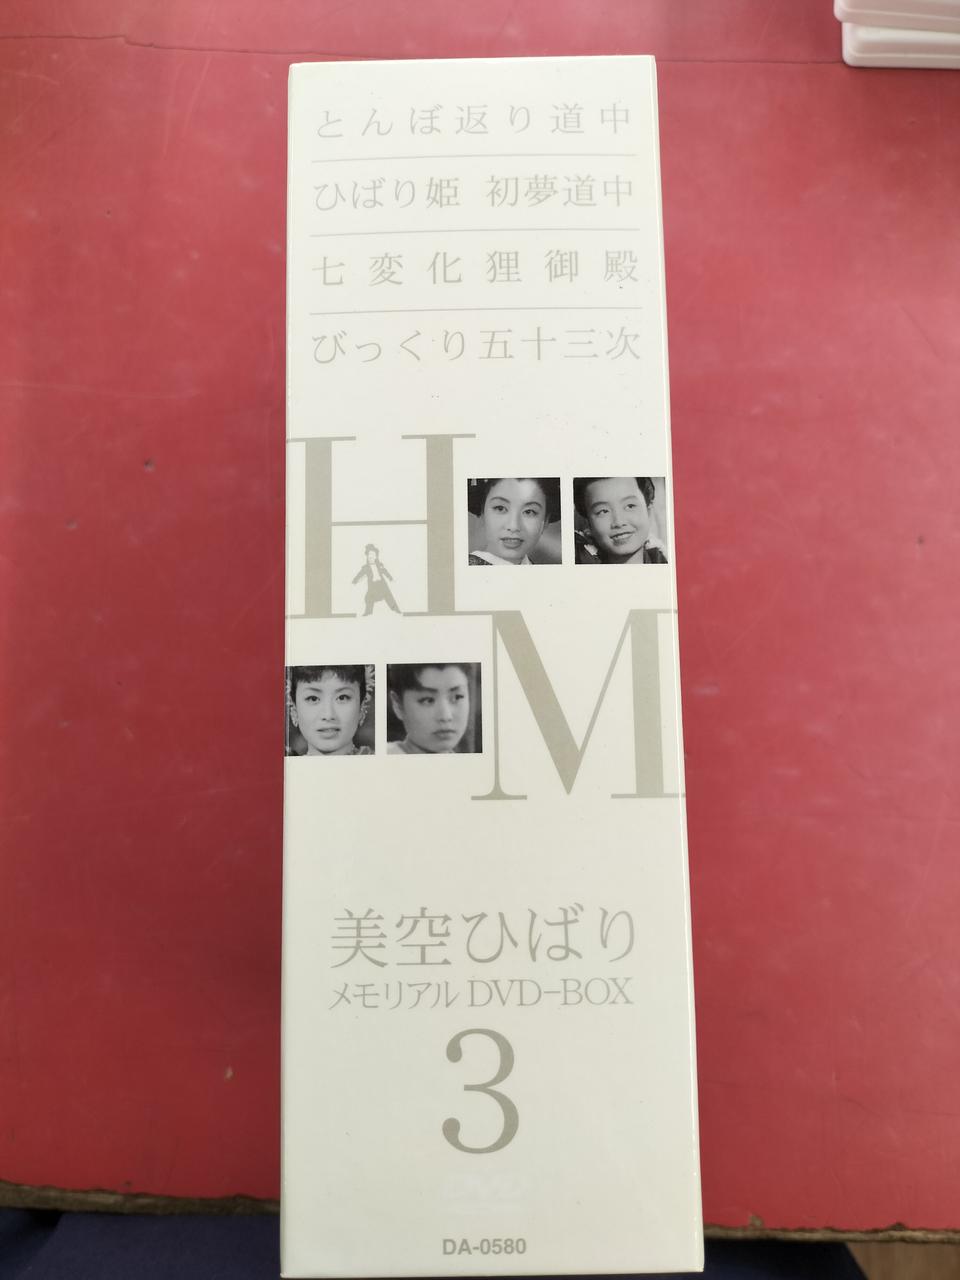 とんぼ返り道中
ひばり姫 初夢道中
七変化狸御殿
びっくり五十三次
H
M
美空ひばり
メモリアル DVD-BOX
3
DVD
DA-0580